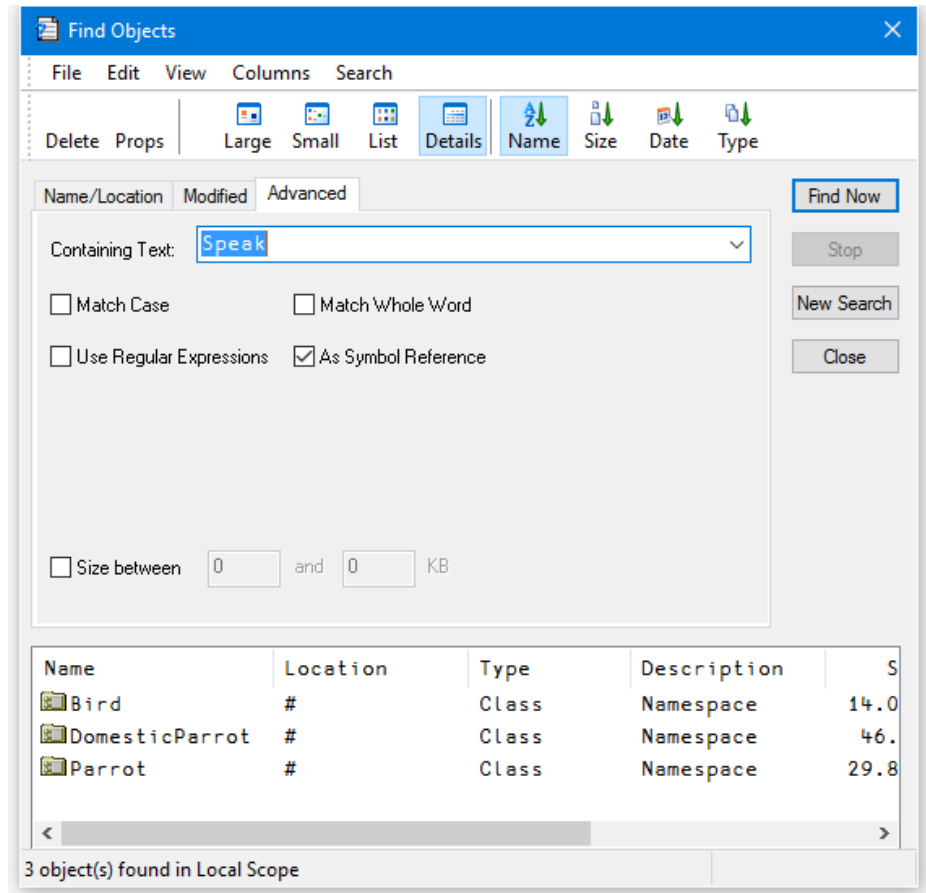 Find Objects
File Edit View Columns Search
Delete Props Large Small List Details Name Size Date Type
Name/Location Modified Advanced
Find Now
Containing Text: Speak
Stop
Match Case Match Whole Word
New Search
Use Regular Expressions As Symbol Reference
Close
Size between 0 and 0 KB
Name Location Type Description S
Bird # Class Namespace 14.0
DomesticParrot # Class Namespace 46.
Parrot # Class Namespace 29.8
3 object(s) found in Local Scope